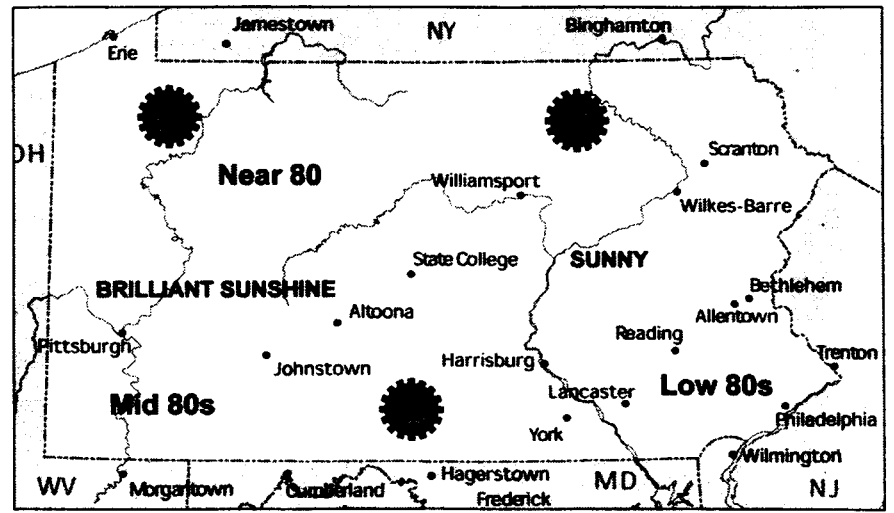 Jamestown
NY
Binghamton
Erie
OH
Scranton
Near 80
Williamsport
Wilkes-Barre
State College
SUNNY
BRILLIANT SUNSHINE
Bethlehem
Altoona
Allentown
Pittsburgh
Reading
Johnstown
Harrisburg
Trenton
Lancaster
Low 80s
Mid 80s
Philadelphia
York
Wilmington
Hagerstown
WV
Morgantown
Cumberland
MD
NJ
Frederick